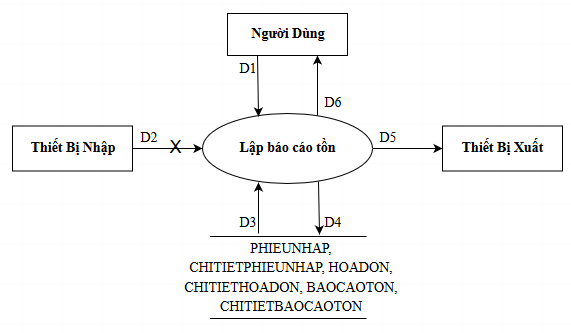 Người Dùng
D1
D6
Thiết Bị Nhập
D2
X
Lập báo cáo tồn
D5
Thiết Bị Xuất
D3
D4
PHIEUNHAP,
CHITIETPHIEUNHAP, HOADON,
CHITIETHOADON, BAOCAOTON,
CHITIETBAOCAOTON